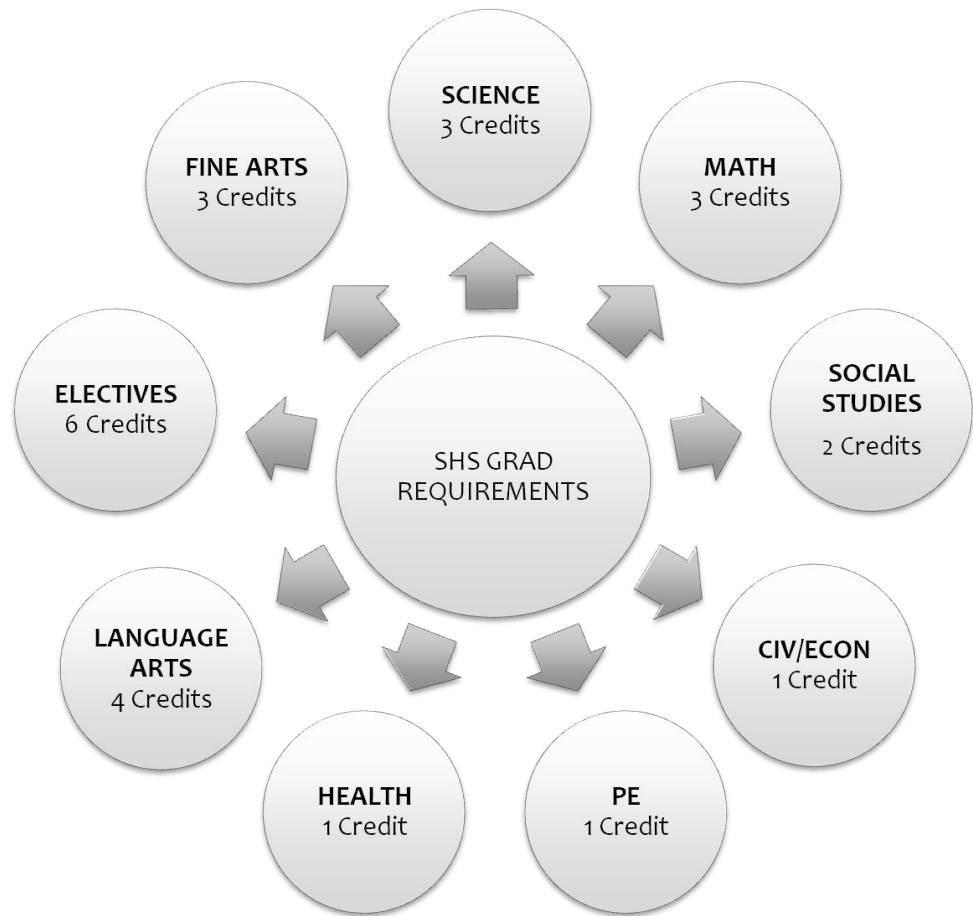 SCIENCE
3 Credits
MATH
3 Credits
SOCIAL
STUDIES
2 Credits
CIV/ECON
1 Credit
PE
1 Credit
HEALTH
1 Credit
LANGUAGE
ARTS
4 Credits
ELECTIVES
6 Credits
FINE ARTS
3 Credits
SHS GRAD
REQUIREMENTS